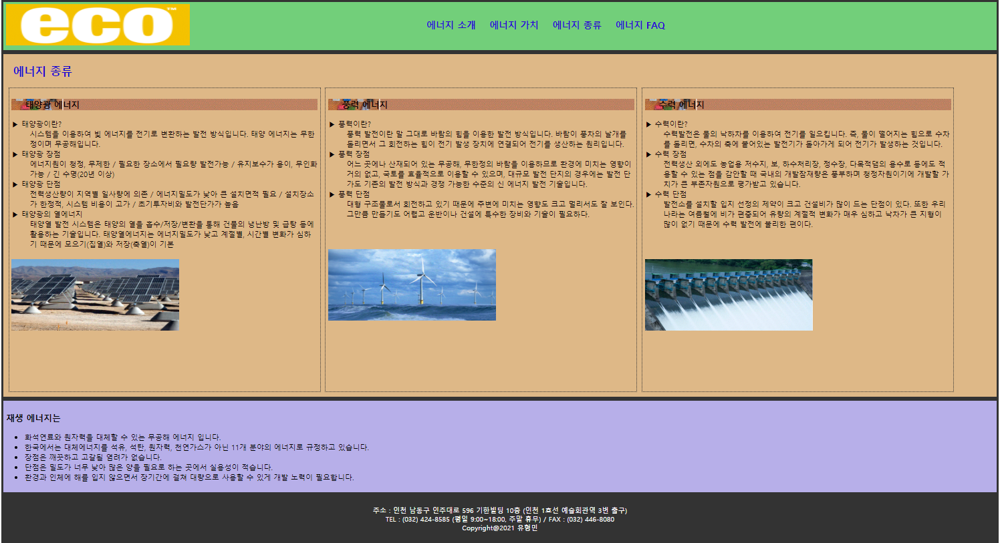 eco™
에너지 소개 에너지 가치 에너지 종류 에너지 FAQ
에너지 종류
태양광 에너지
▶ 태양광이란?
시스템을 이용하여 빛 에너지를 전기로 변환하는 발전 방식입니다. 태양 에너지는 무한
정이며 무공해입니다.
▶ 태양광 장점
에너지원이 청정, 무제한 / 필요한 장소에서 필요량 발전가능 / 유지보수가 용이, 무인화
가능 / 긴 수명(20년 이상)
▶ 태양광 단점
전력생산량이 지역별 일사량에 의존 / 에너지밀도가 낮아 큰 설치면적 필요 / 설치장소
가 한정적, 시스템 비용이 고가 / 초기투자비와 발전단가가 높음
▶ 태양광의 열에너지
태양열 발전 시스템은 태양의 열을 흡수/저장/변환을 통해 건물의 냉난방 및 급탕 등에
활용하는 기술입니다. 태양열에너지는 에너지밀도가 낮고 계절별, 시간별 변화가 심하
기 때문에 모으기(집열)와 저장(축열)이 기본
풍력 에너지
▶ 풍력이란?
풍력 발전이란 말 그대로 바람의 힘을 이용한 발전 방식입니다. 바람이 풍차의 날개를
돌리면서 그 회전하는 힘이 전기 발생 장치에 연결되어 전기를 생산하는 원리입니다.
▶ 풍력 장점
어느 곳에나 산재되어 있는 무공해, 무한정의 바람을 이용하므로 환경에 미치는 영향이
거의 없고, 국토를 효율적으로 이용할 수 있으며, 대규모 발전 단지의 경우에는 발전 단
가도 기존의 발전 방식과 경쟁 가능한 수준의 신 에너지 발전 기술입니다.
▶ 풍력 단점
대형 구조물로서 회전하고 있기 때문에 주변에 미치는 영향도 크고 멀리서도 잘 보인다.
그만큼 만들기도 어렵고 운반이나 건설에 특수한 장비와 기술이 필요하다.
수력 에너지
▶ 수력이란?
수력발전은 물의 낙하차를 이용하여 전기를 일으킵니다. 즉, 물이 떨어지는 힘으로 수차
를 돌리면, 수차의 축에 붙어있는 발전기가 돌아가게 되어 전기가 발생하는 것입니다.
▶ 수력 장점
전력생산 외에도 농업용 저수지, 보, 하수처리장, 정수장, 다목적댐의 용수로 등에도 적
용할 수 있는 점을 감안할 때 국내의 개발잠재량은 풍부하며 청정자원이기에 개발할 가
치가 큰 부존자원으로 평가받고 있습니다.
▶ 수력 단점
발전소를 설치할 입지 선정의 제약이 크고 건설비가 많이 드는 단점이 있다. 또한 우리
나라는 여름철에 비가 편중되어 유량의 계절적 변화가 매우 심하고 낙차가 큰 지형이
많이 없기 때문에 수력 발전에 불리한 편이다.
재생 에너지는
• 화석연료와 원자력을 대체할 수 있는 무공해 에너지 입니다.
• 한국에서는 대체에너지를 석유, 석탄, 원자력, 천연가스가 아닌 11개 분야의 에너지로 규정하고 있습니다.
• 장점은 깨끗하고 고갈될 염려가 없습니다.
• 단점은 밀도가 너무 낮아 많은 양을 필요로 하는 곳에서 실용성이 적습니다.
• 환경과 인체에 해를 입지 않으면서 장기간에 걸쳐 대량으로 사용할 수 있게 개발 노력이 필요합니다.
주소 : 인천 남동구 인주대로 596 기한빌딩 10층 (인천 1호선 예술회관역 3번 출구)
TEL : (032) 424-8585 (평일 9:00~18:00, 주말 휴무) / FAX : (032) 446-8080
Copyright@2021 유형민